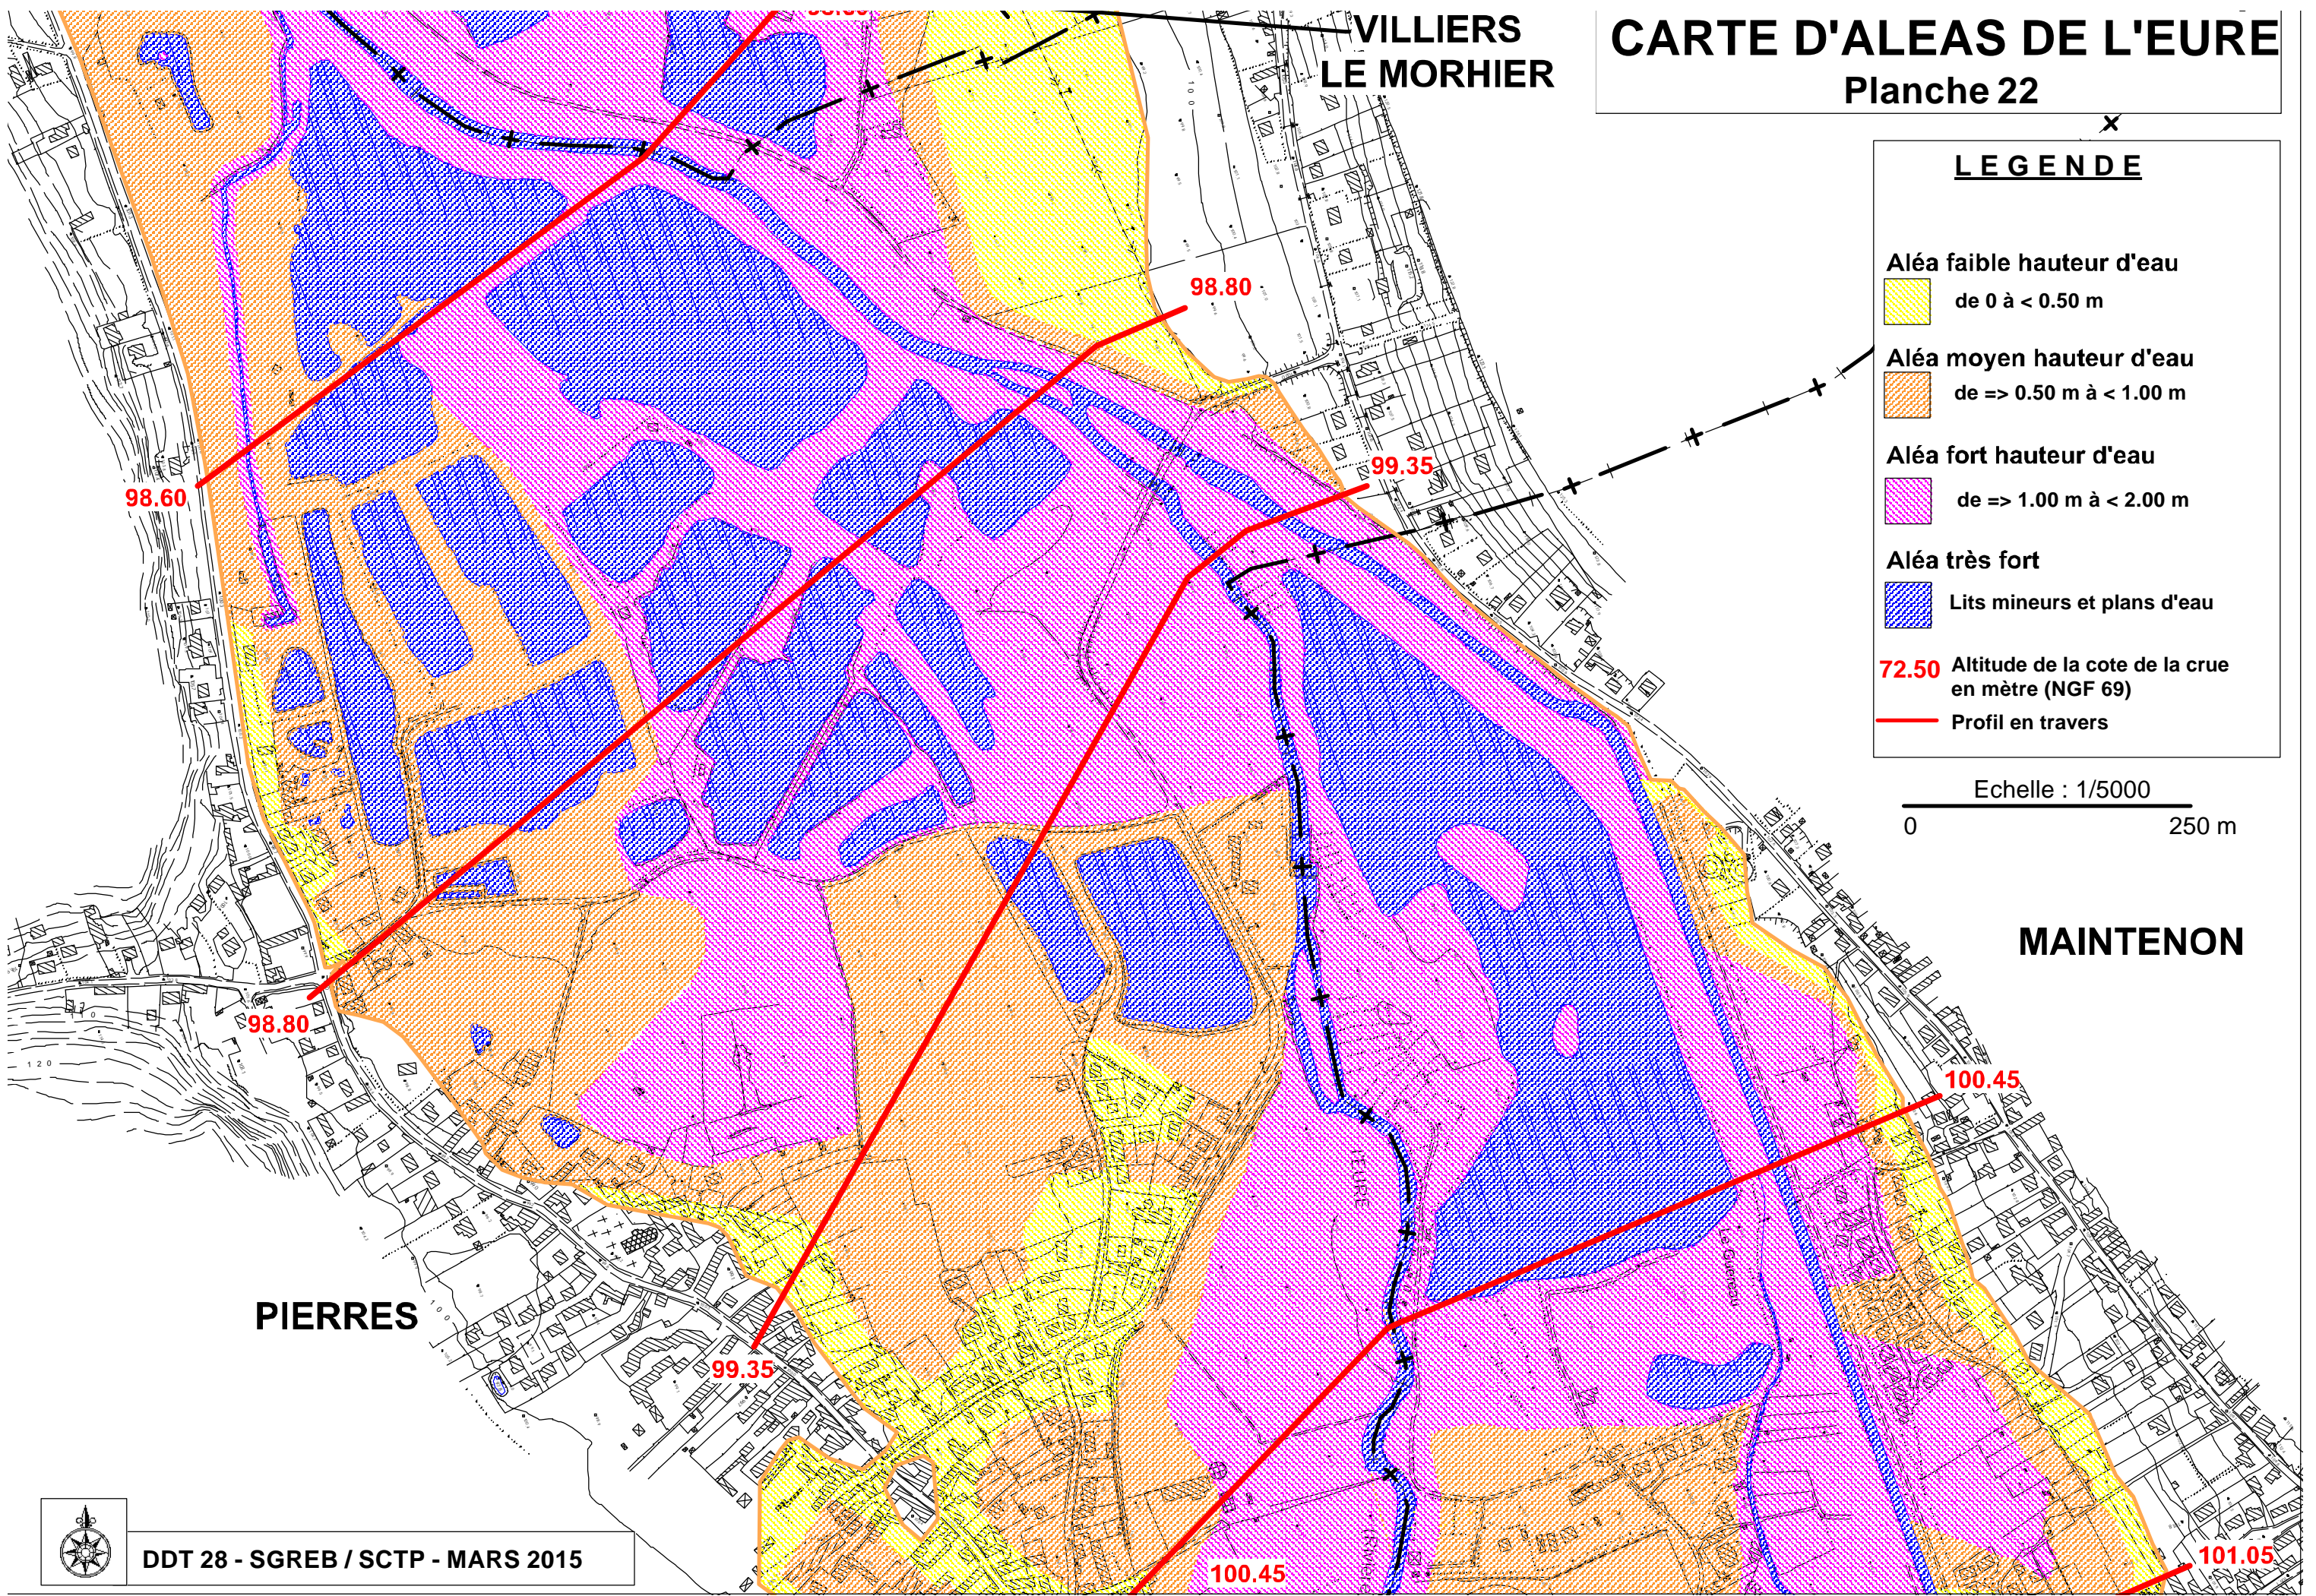 CARTE D'ALEAS DE L'EURE
Planche 22
VILLIERS
LE MORHIER
L E G E N D E
Aléa faible hauteur d'eau
de 0 à < 0.50 m
Aléa moyen hauteur d'eau
de => 0.50 m à < 1.00 m
Aléa fort hauteur d'eau
de => 1.00 m à < 2.00 m
Aléa très fort
Lits mineurs et plans d'eau
72.50 Altitude de la cote de la crue
en mètre (NGF 69)
Profil en travers
Echelle : 1/5000
0 250 m
98.80
99.35
98.60
MAINTENON
98.80
120
100.45
L'EURE
Le Guereau
PIERRES
100
99.35
100.45
101.05
DDT 28 - SGREB / SCTP - MARS 2015